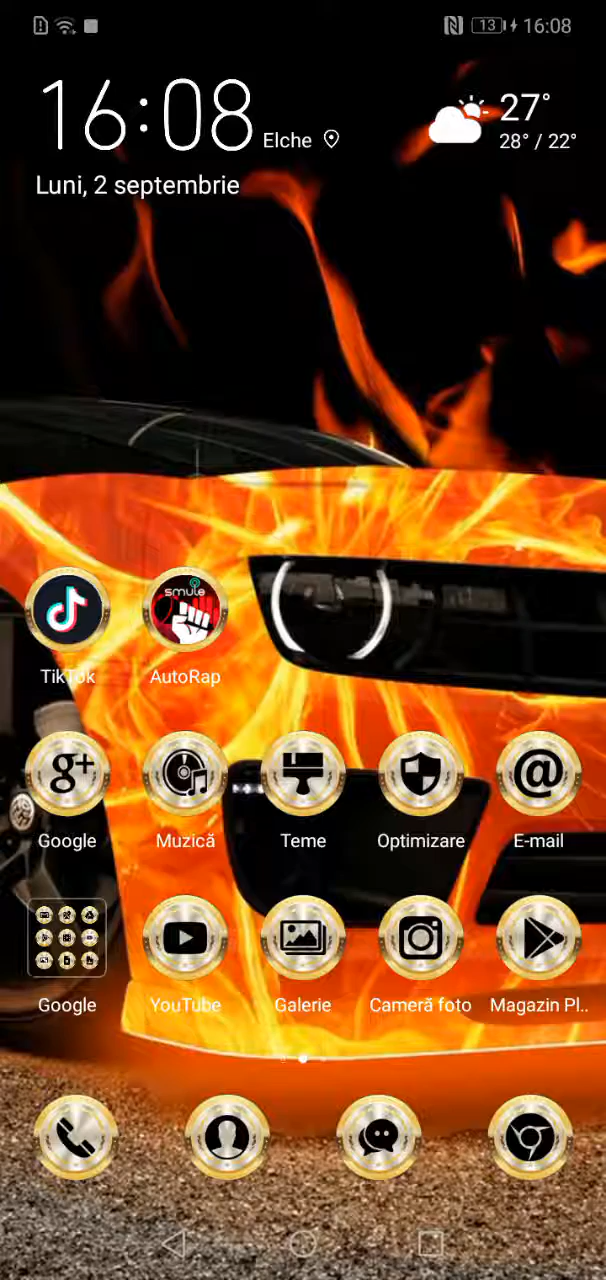 13 16:08
16:08 Elche
27°
28° / 22°
Luni, 2 septembrie
smule
TikTok AutoRap
g+ @
Google Muzică Teme Optimizare E-mail
Google YouTube Galerie Cameră foto Magazin Pl..